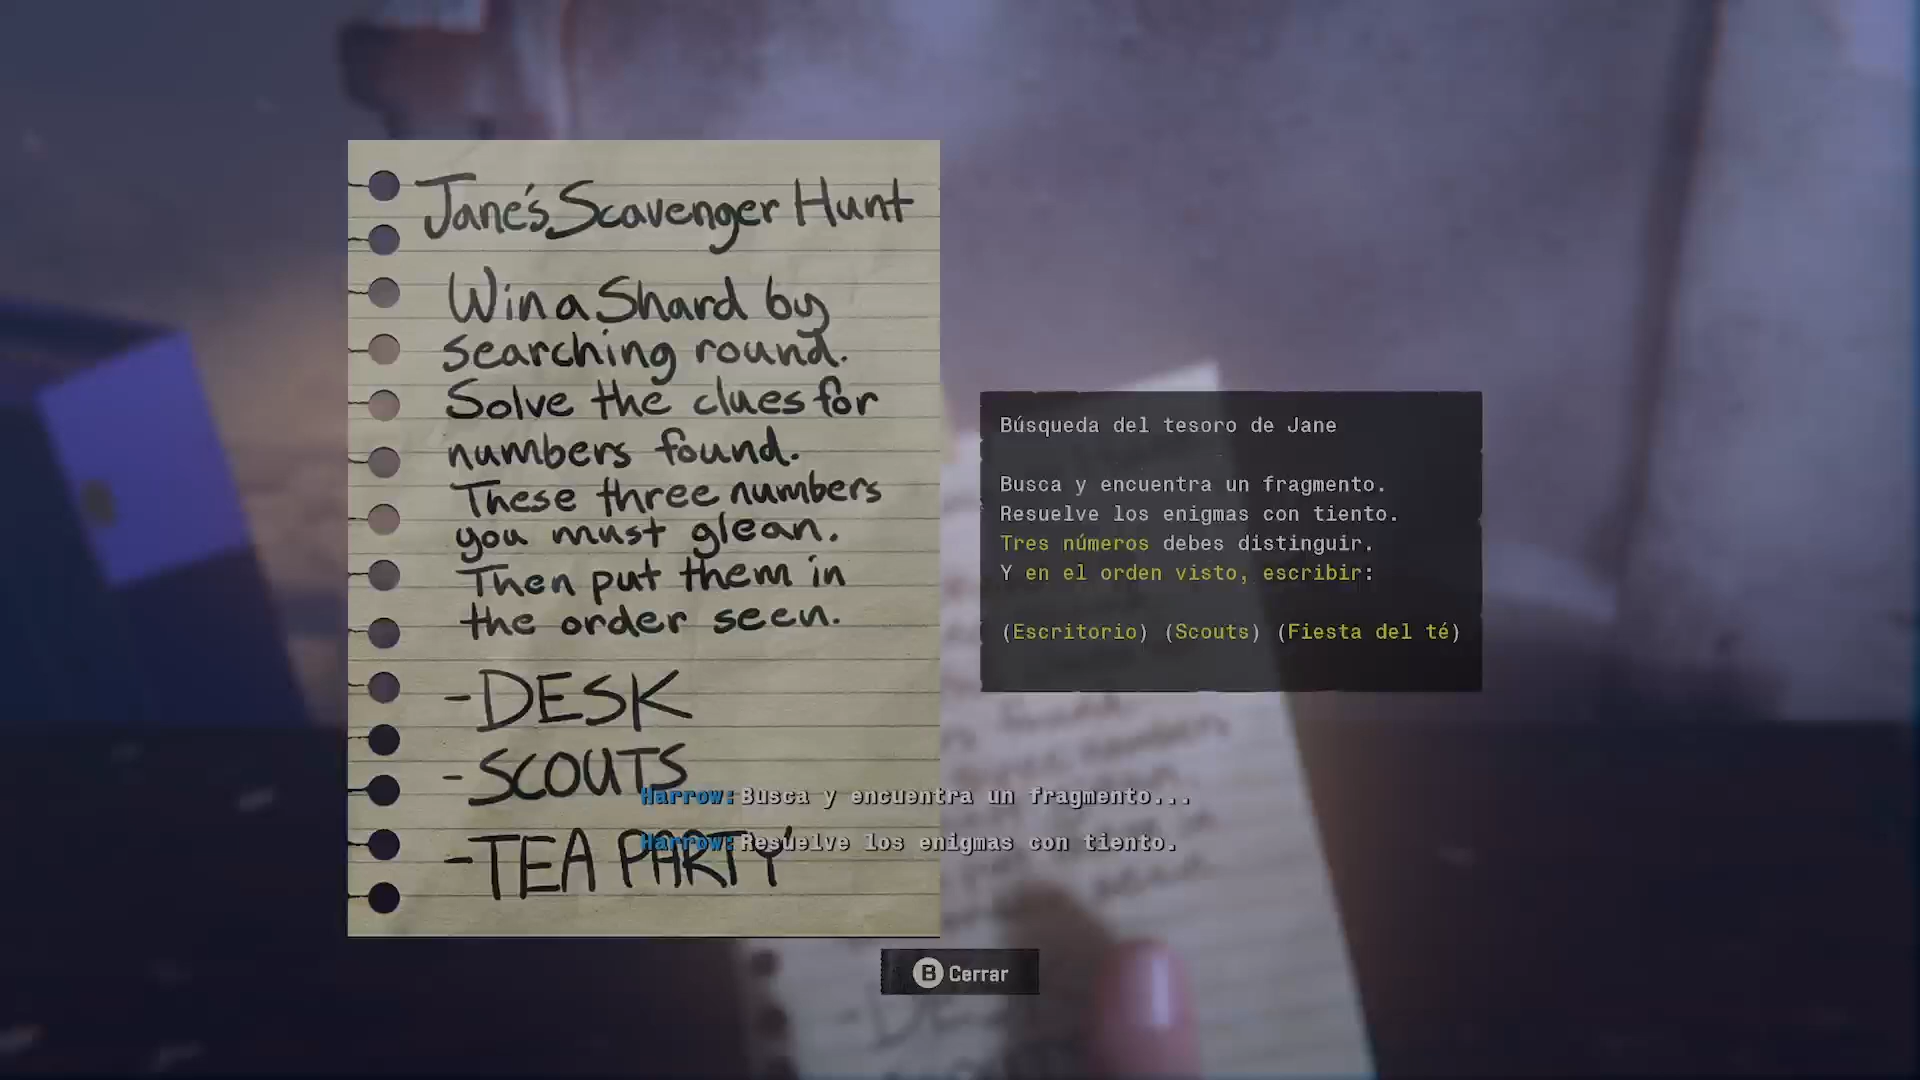 Jane's Scavenger Hunt
Win a Shard by
searching round.
Solve the clues for
numbers found.
These three numbers
you must glean.
Then put them in
the order seen.
-DESK
-SCOUTS
-TEA PARTY
Búsqueda del tesoro de Jane
Busca y encuentra un fragmento.
Resuelve los enigmas con tiento.
Tres números debes distinguir.
Y en el orden visto, escribir:
(Escritorio) (Scouts) (Fiesta del té)
Harrow: Busca y encuentra un fragmento...
Harrow: Resuelve los enigmas con tiento.
B Cerrar